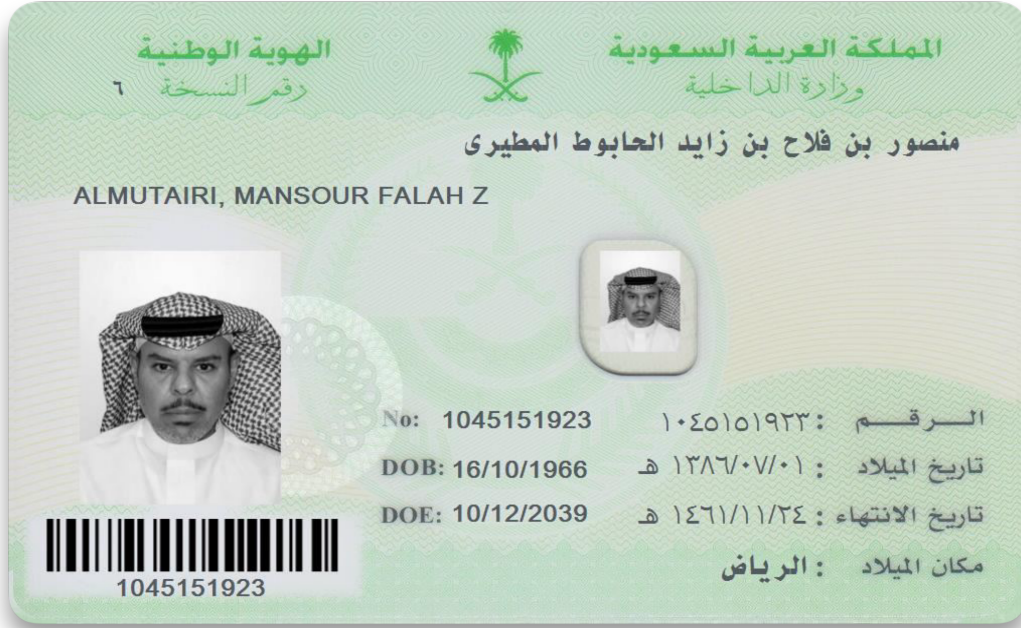 المملكة العربية السعودية
الهوية الوطنية
وزارة الداخلية
رقم النسخة ٦
منصور بن فلاح بن زايد الحابوط المطيرى
ALMUTAIRI, MANSOUR FALAH Z
الـــرقـــم : ١٠٤٥١٥١٩٢٣ No: 1045151923
تاريخ الميلاد : ١٣٨٦/٠٧/٠١ هـ DOB: 16/10/1966
تاريخ الانتهاء : ١٤٦١/١١/٢٤ هـ DOE: 10/12/2039
مكان الميلاد : الرياض
1045151923